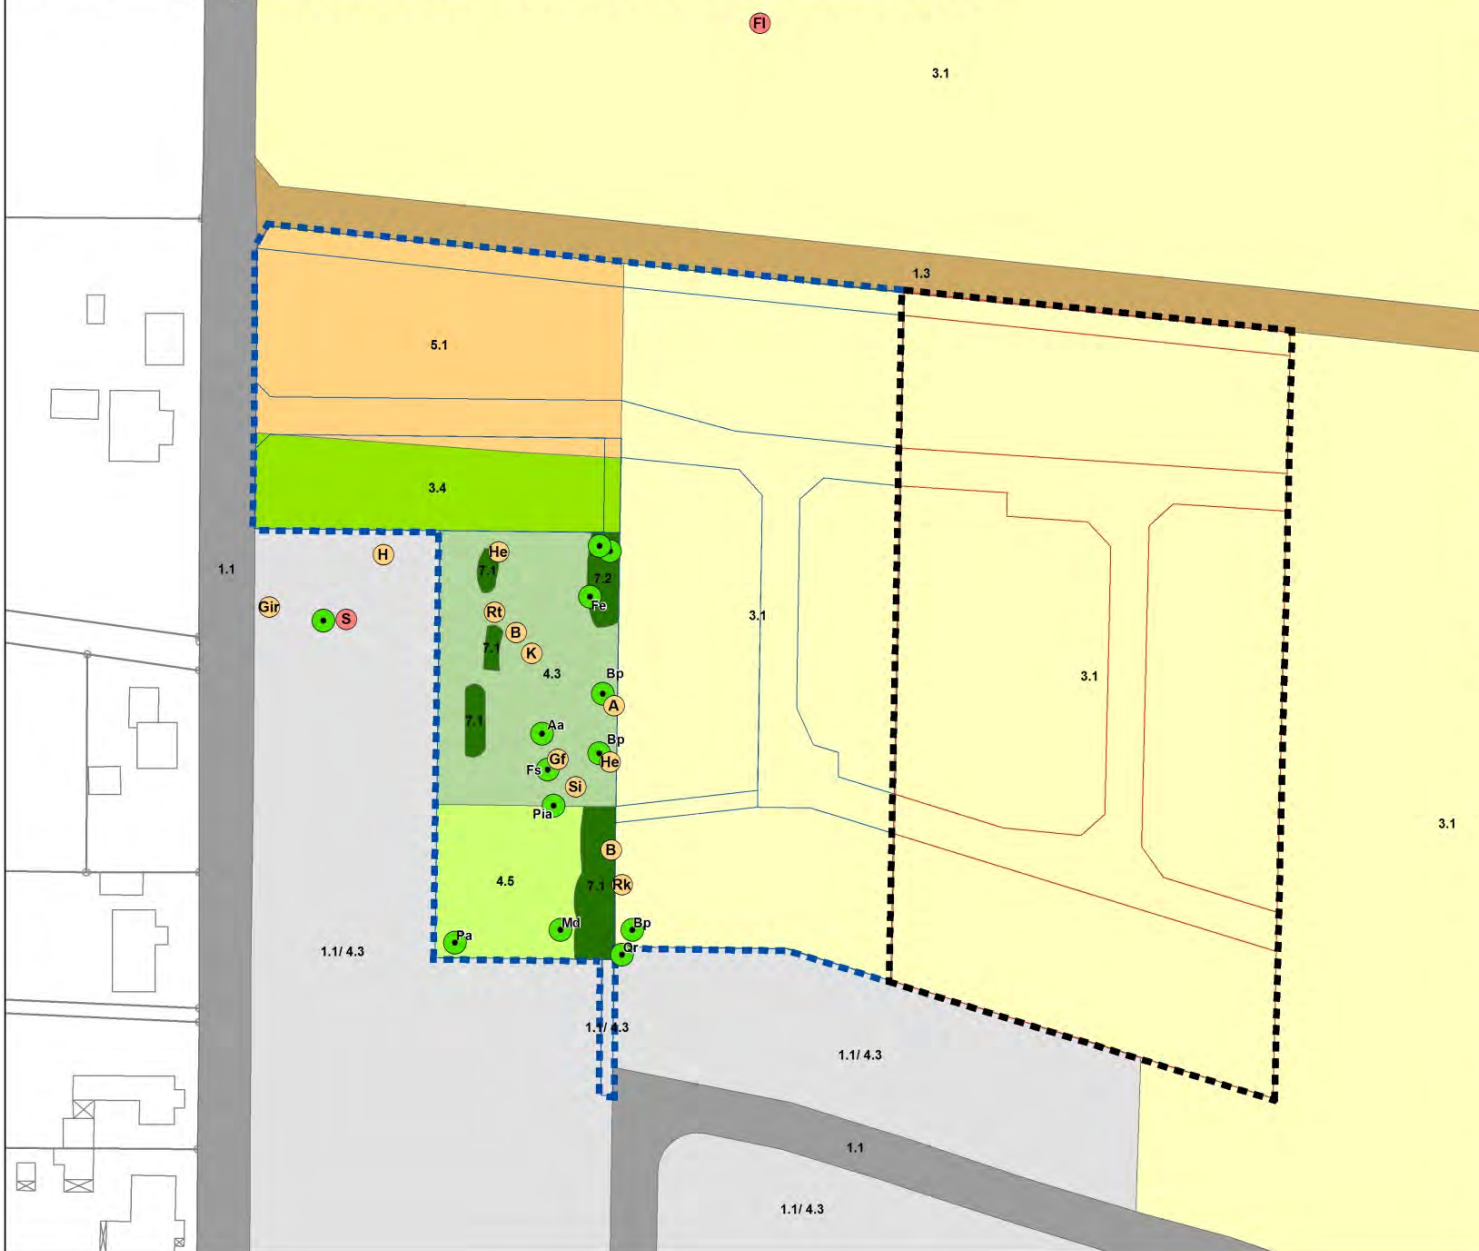 Fl
3.1
1.3
5.1
3.4
H
He
7.1
7.2
1.1
Gir
S
Rt
Fe
B
3.1
K
7.1
4.3
Bp
3.1
A
7.1
Aa
Bp
Gf
He
Fs
Si
Pia
3.1
B
4.5
7.1
Rk
Md
Bp
Pa
Qr
1.1/ 4.3
1.1/ 4.3
1.1/ 4.3
1.1
1.1/ 4.3